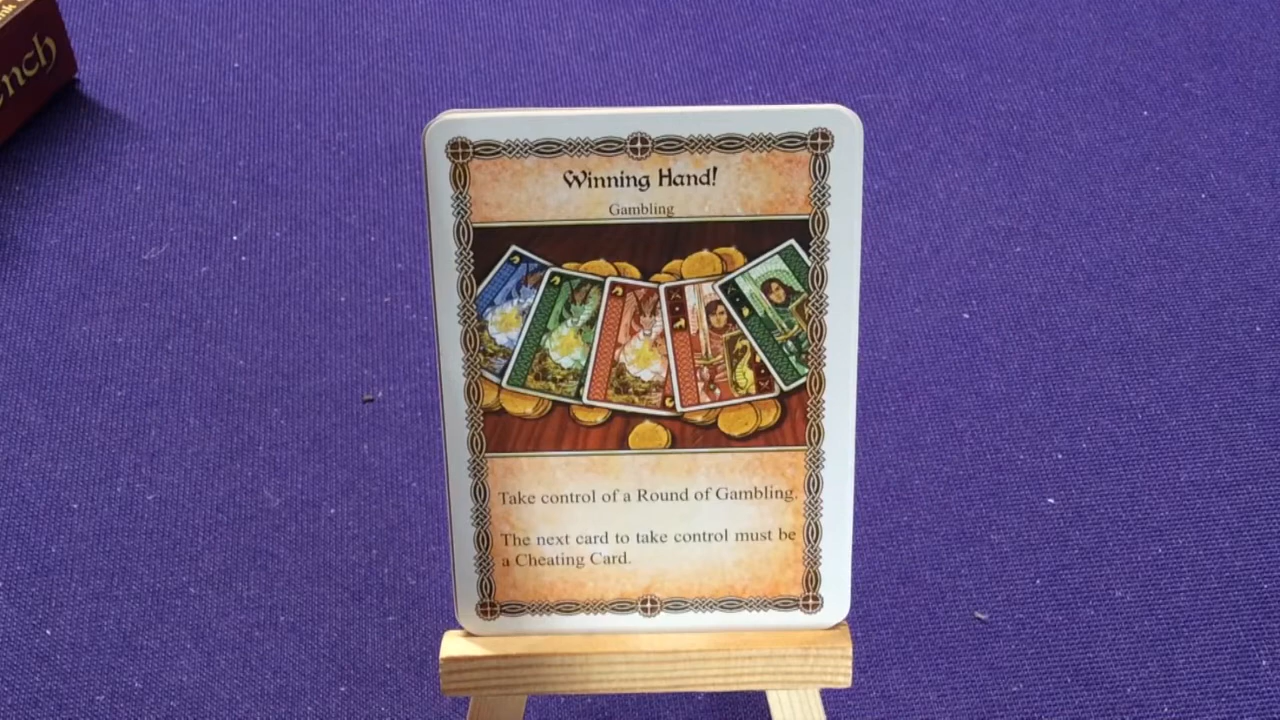 Winning Hand!
Gambling
Take control of a Round of Gambling.
The next card to take control must be
a Cheating Card.